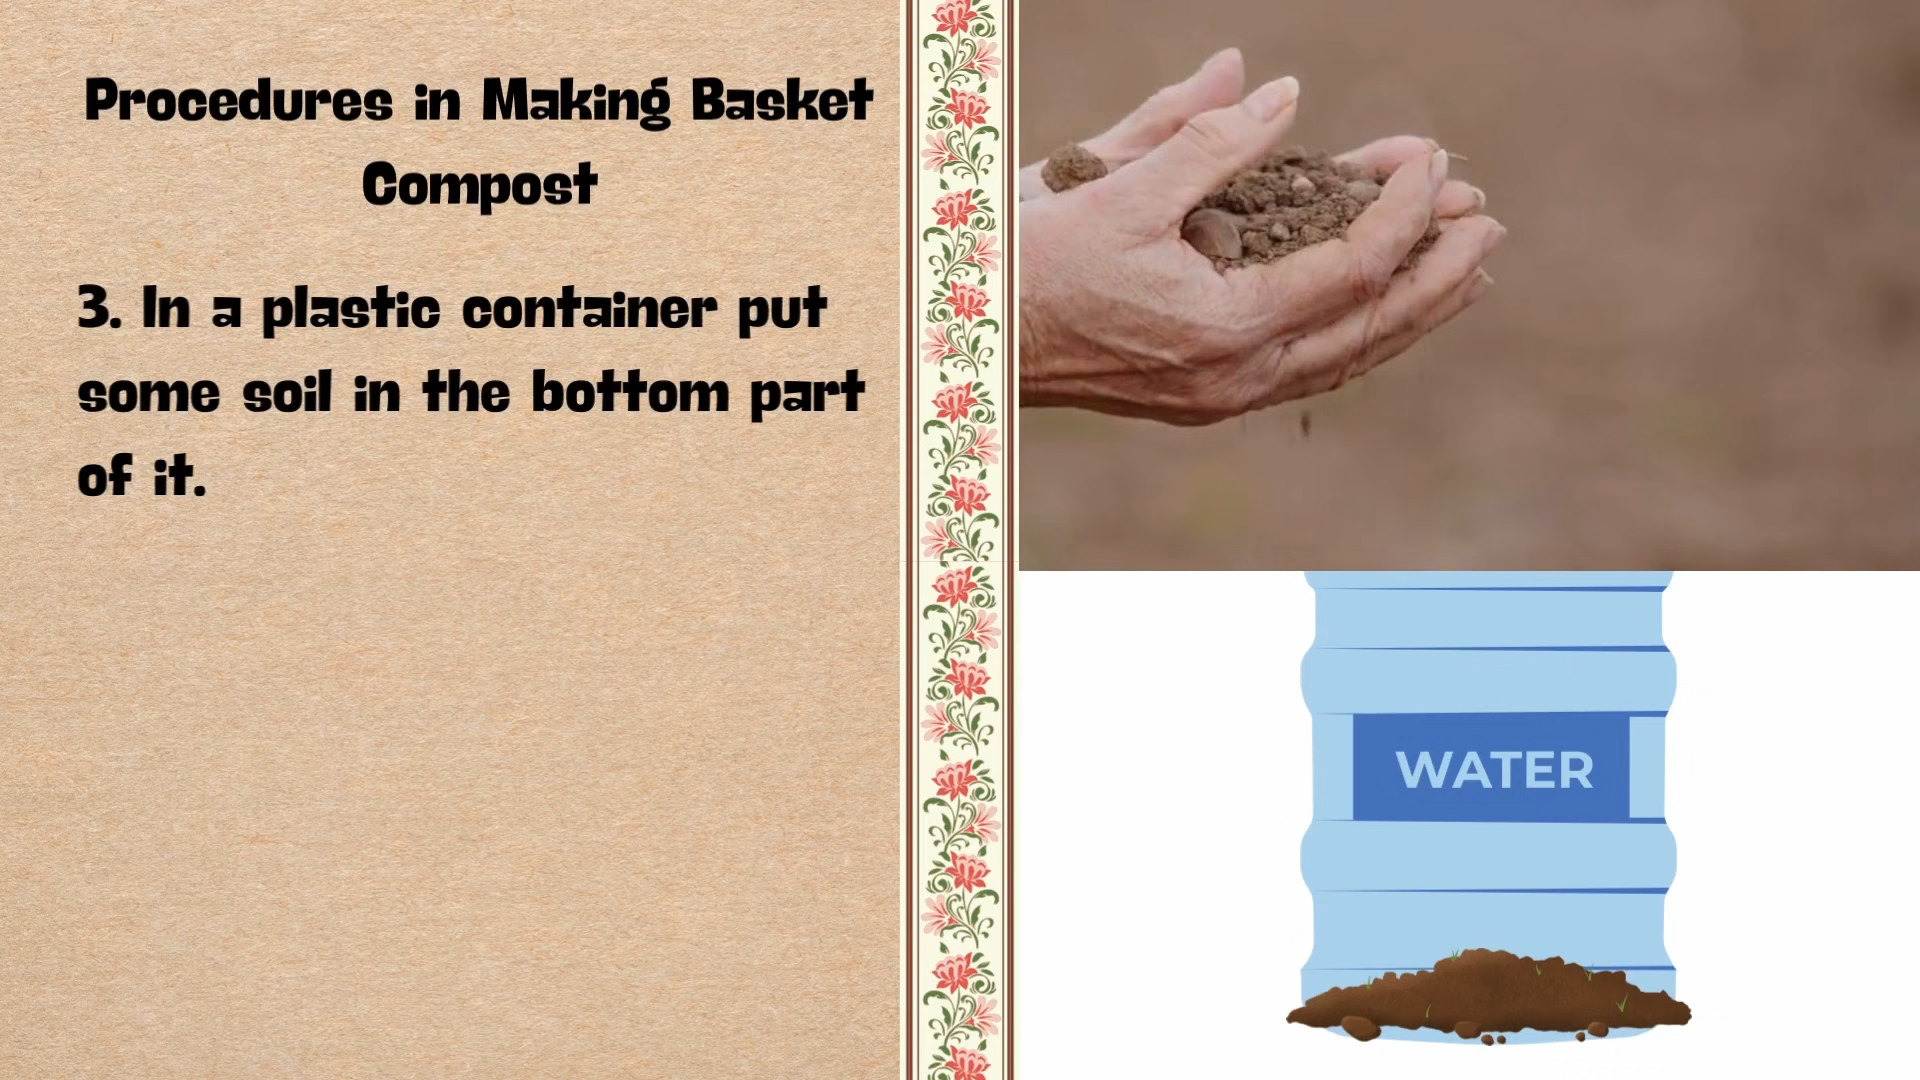 Procedures in Making Basket
Compost
3. In a plastic container put
some soil in the bottom part
of it.
WATER